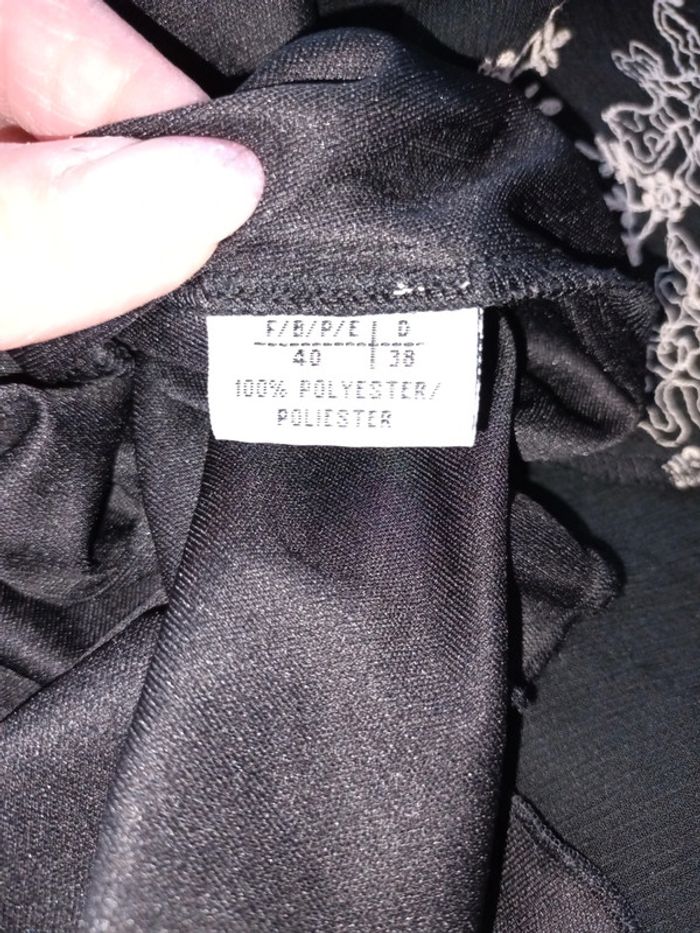 F/B/P/E | D
40 | 38
100% POLYESTER/
POLIESTER